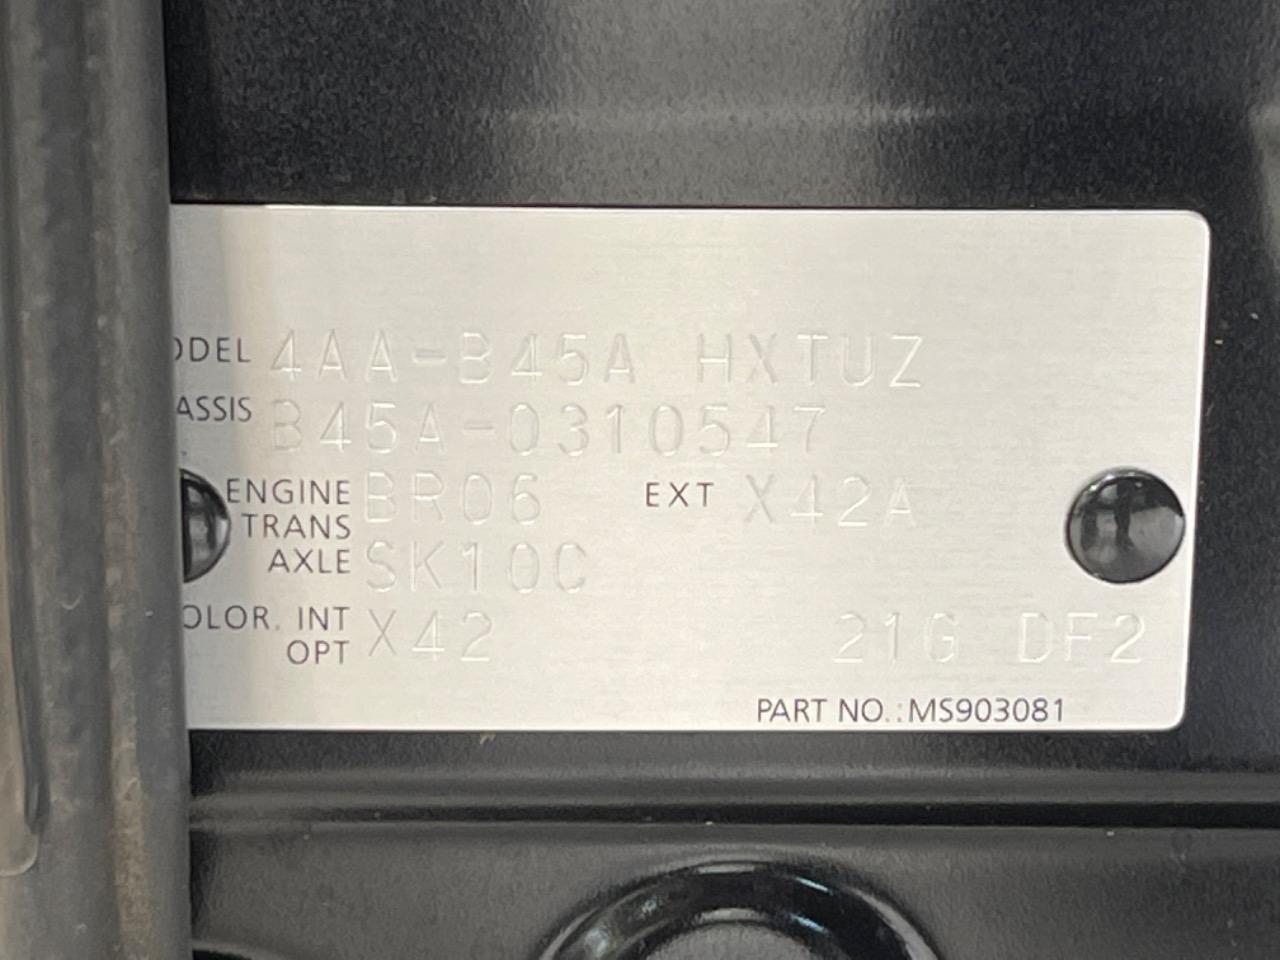 ODEL 4AA-B45A HXTUZ
ASSIS B45A-0310547
ENGINE BR06 EXT X42A
TRANS
AXLE SK10C
OLOR. INT X42 21G DF2
OPT
PART NO.:MS903081